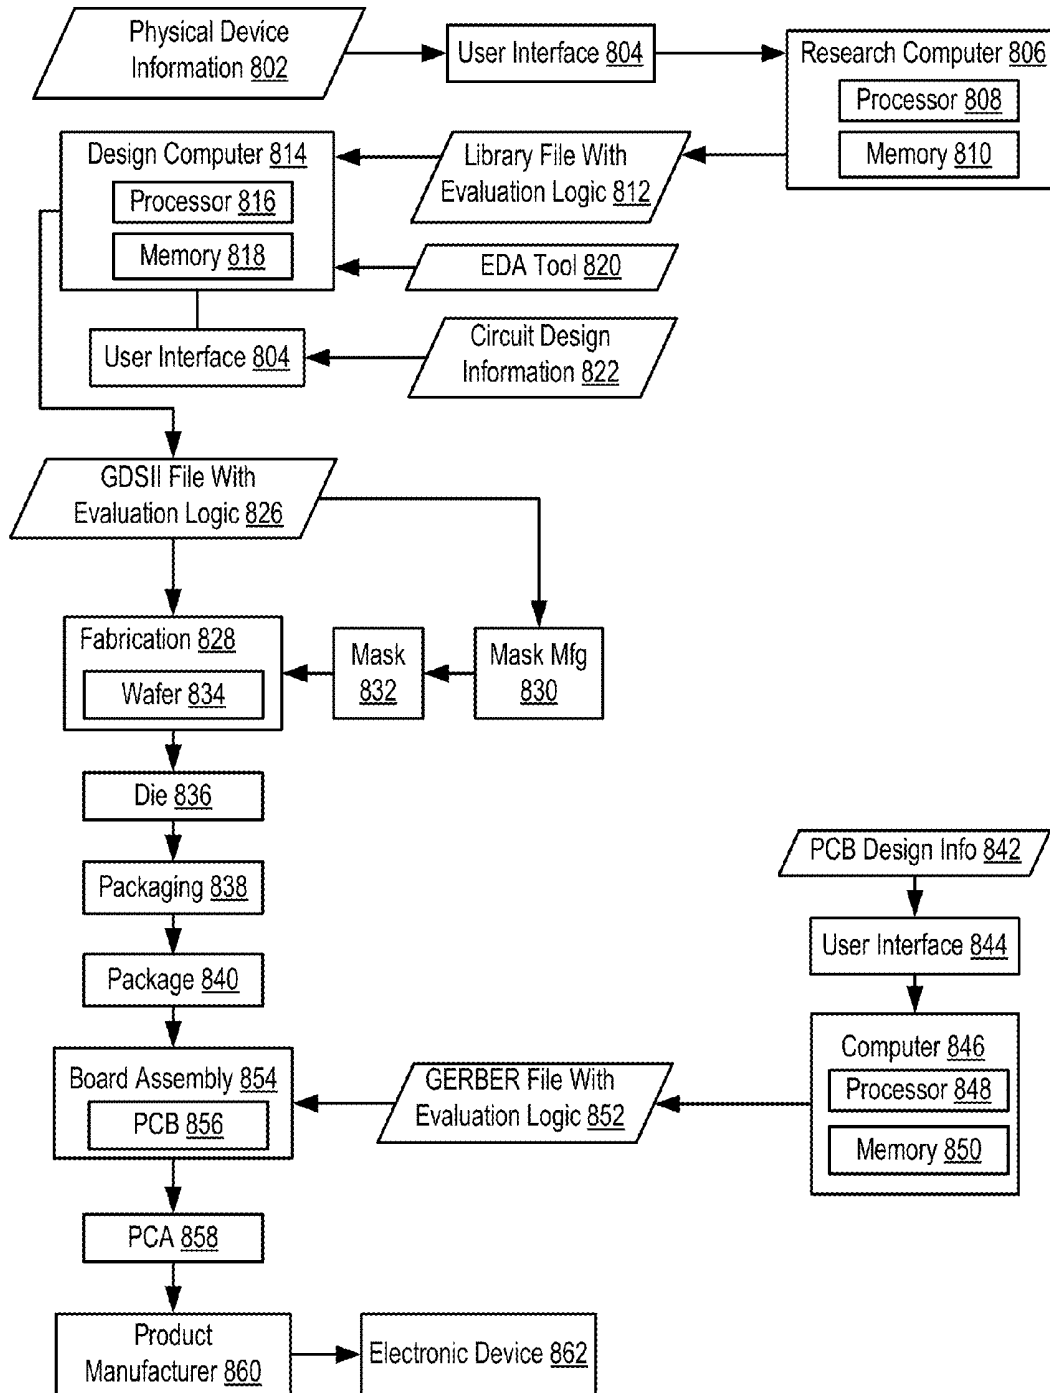 Physical Device
Information 802
User Interface 804
Research Computer 806
Processor 808
Memory 810
Design Computer 814
Processor 816
Memory 818
Library File With
Evaluation Logic 812
EDA Tool 820
User Interface 804
Circuit Design
Information 822
GDSII File With
Evaluation Logic 826
Fabrication 828
Wafer 834
Mask
832
Mask Mfg
830
Die 836
Packaging 838
Package 840
PCB Design Info 842
User Interface 844
Computer 846
Processor 848
Memory 850
GERBER File With
Evaluation Logic 852
Board Assembly 854
PCB 856
PCA 858
Product
Manufacturer 860
Electronic Device 862